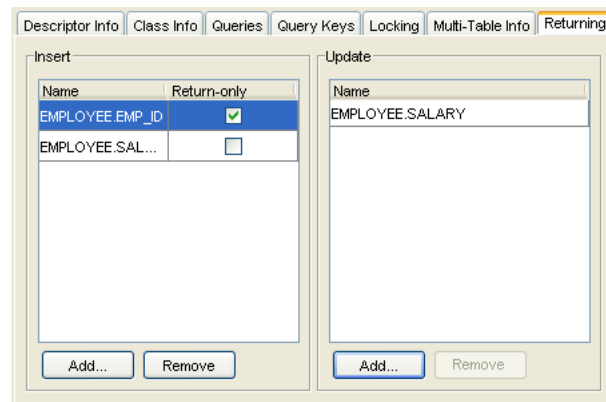 Descriptor Info Class Info Queries Query Keys Locking Multi-Table Info Returning
Insert
Name Return-only
EMPLOYEE.EMP_ID
EMPLOYEE.SAL...
Add... Remove
Update
Name
EMPLOYEE.SALARY
Add... Remove